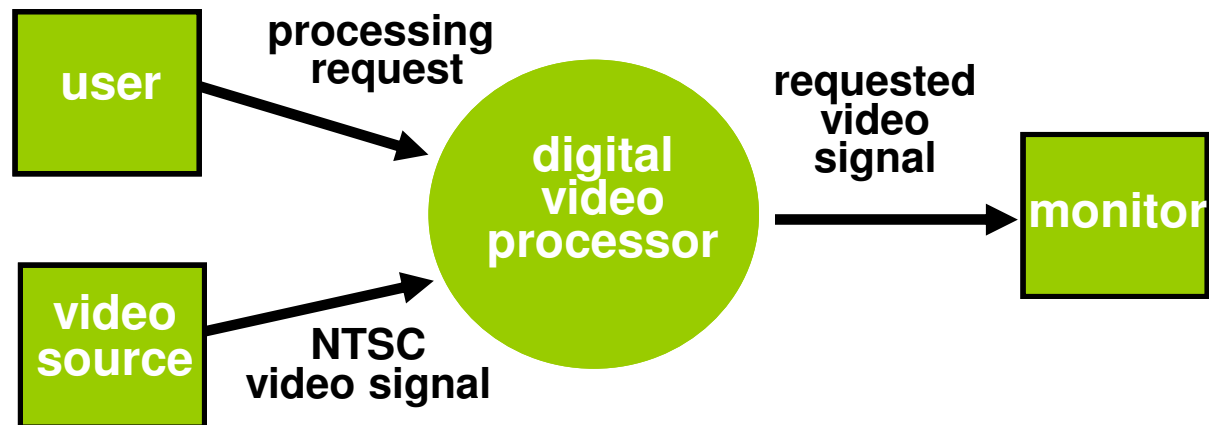 user
processing
request
digital
video
processor
requested
video
signal
monitor
video
source
NTSC
video signal